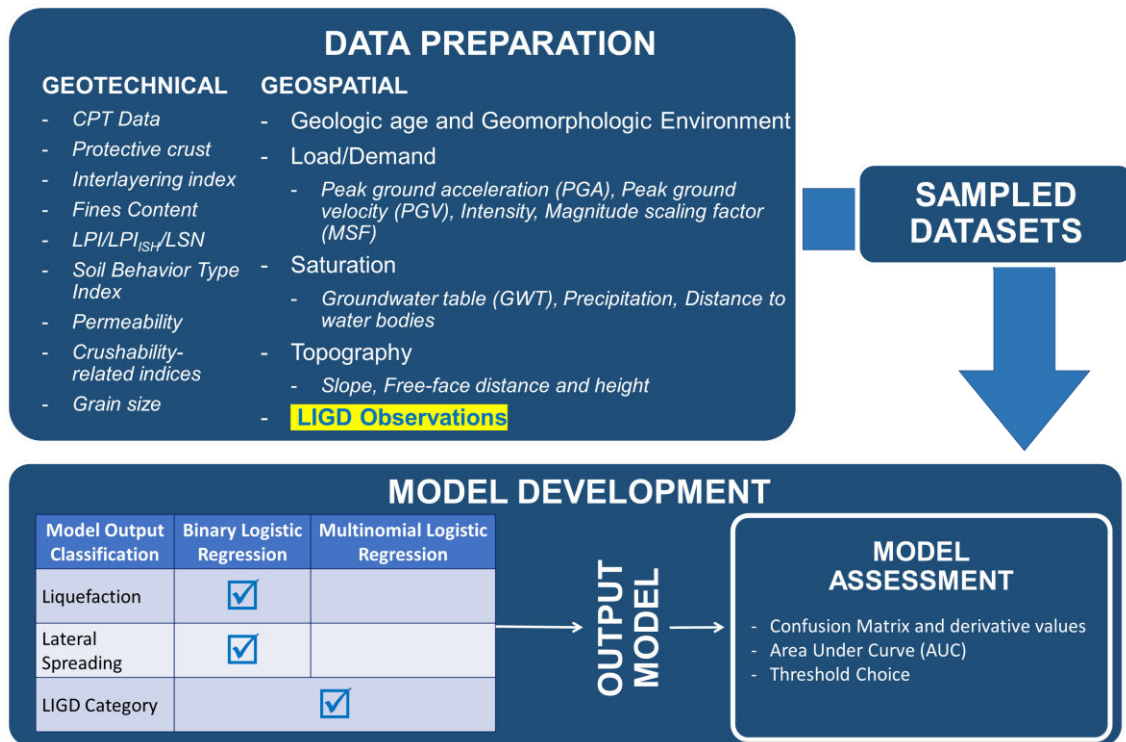 DATA PREPARATION
GEOTECHNICAL
- CPT Data
- Protective crust
- Interlayering index
- Fines Content
- LPI/LPI_ISH/LSN
- Soil Behavior Type
Index
- Permeability
- Crushability-
related indices
- Grain size
GEOSPATIAL
- Geologic age and Geomorphologic Environment
- Load/Demand
- Peak ground acceleration (PGA), Peak ground
velocity (PGV), Intensity, Magnitude scaling factor
(MSF)
- Saturation
- Groundwater table (GWT), Precipitation, Distance to
water bodies
- Topography
- Slope, Free-face distance and height
- LIGD Observations
SAMPLED
DATASETS
MODEL DEVELOPMENT
Model Output
Classification
Binary Logistic
Regression
Multinomial Logistic
Regression
Liquefaction
Lateral
Spreading
LIGD Category
OUTPUT
MODEL
MODEL
ASSESSMENT
- Confusion Matrix and derivative values
- Area Under Curve (AUC)
- Threshold Choice